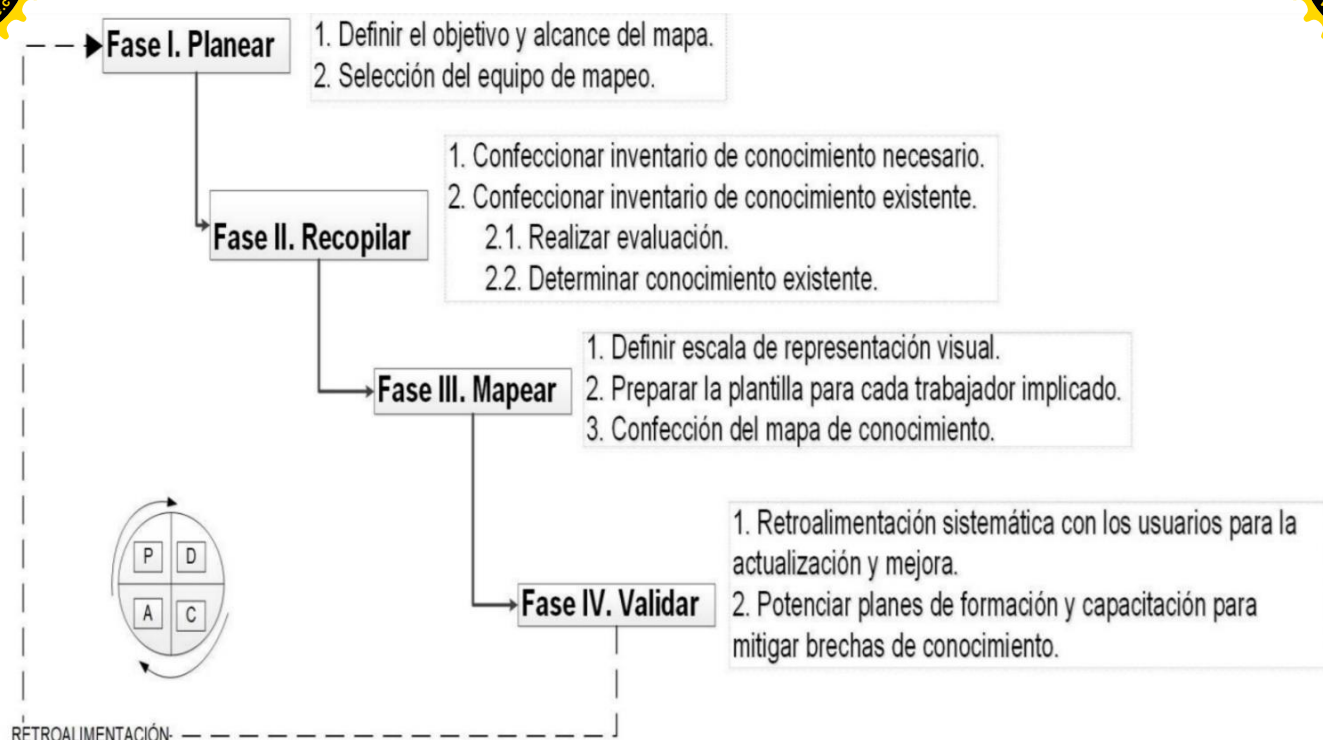 Fase I. Planear
1. Definir el objetivo y alcance del mapa.
2. Selección del equipo de mapeo.
Fase II. Recopilar
1. Confeccionar inventario de conocimiento necesario.
2. Confeccionar inventario de conocimiento existente.
2.1. Realizar evaluación.
2.2. Determinar conocimiento existente.
Fase III. Mapear
1. Definir escala de representación visual.
2. Preparar la plantilla para cada trabajador implicado.
3. Confección del mapa de conocimiento.
Fase IV. Validar
1. Retroalimentación sistemática con los usuarios para la
actualización y mejora.
2. Potenciar planes de formación y capacitación para
mitigar brechas de conocimiento.
P D
A C
RETROALIMENTACIÓN